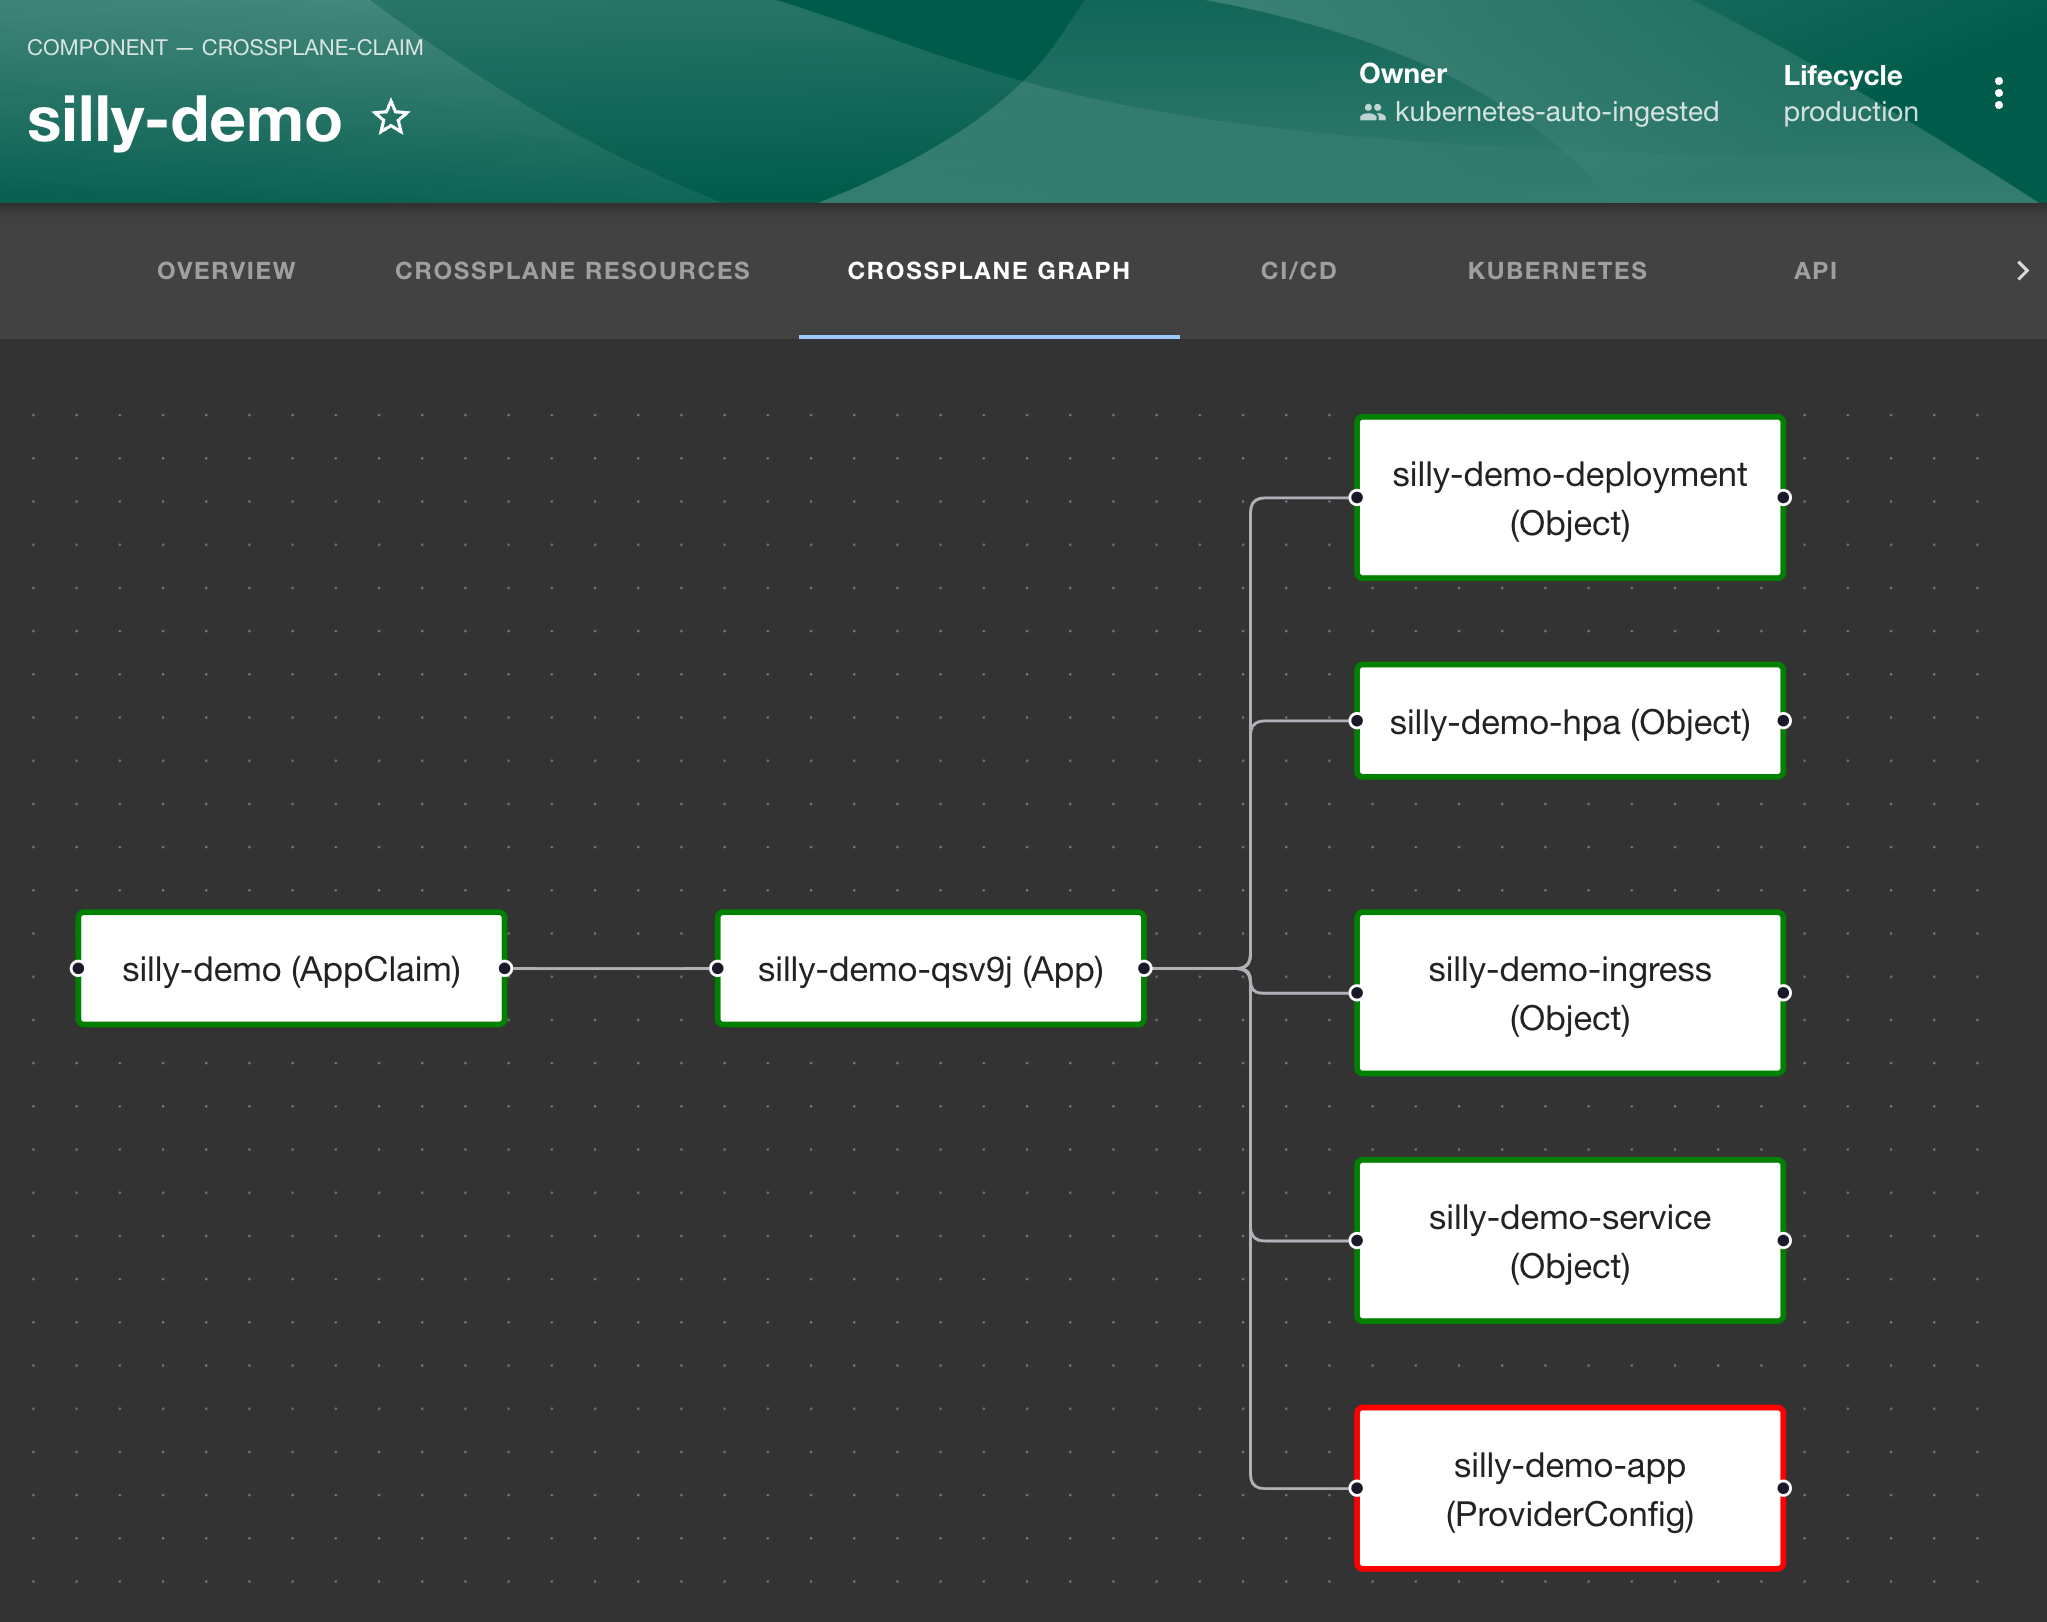 COMPONENT — CROSSPLANE-CLAIM
silly-demo
Owner
kubernetes-auto-ingested
Lifecycle
production
OVERVIEW
CROSSPLANE RESOURCES
CROSSPLANE GRAPH
CI/CD
KUBERNETES
API
silly-demo (AppClaim)
silly-demo-qsv9j (App)
silly-demo-deployment
(Object)
silly-demo-hpa (Object)
silly-demo-ingress
(Object)
silly-demo-service
(Object)
silly-demo-app
(ProviderConfig)